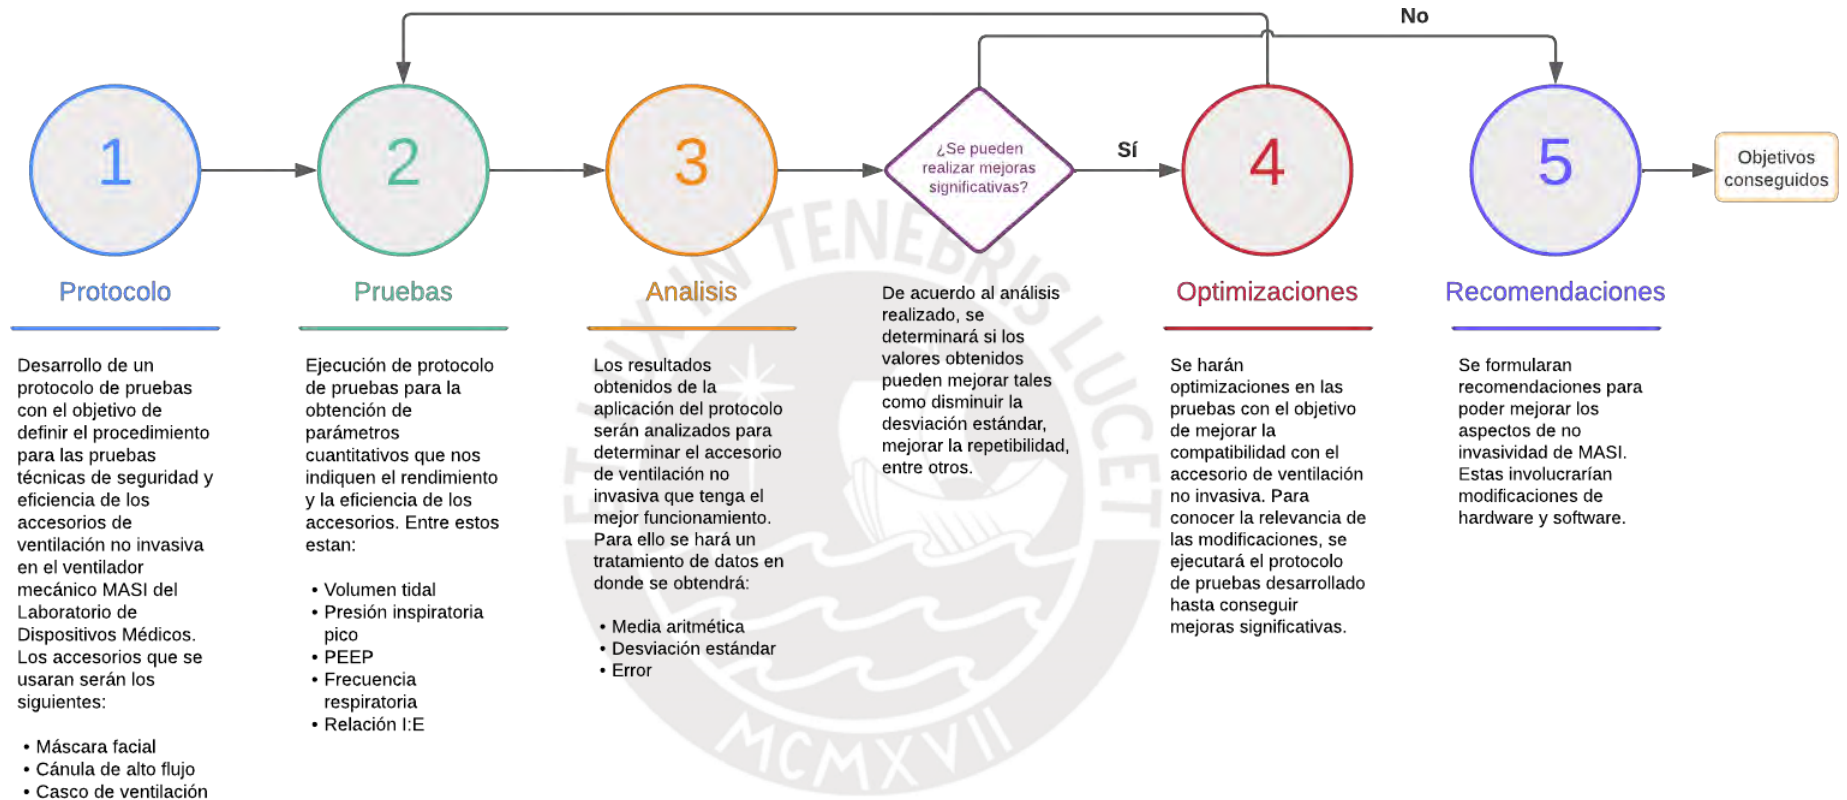 No
1
2
3
¿Se pueden
realizar mejoras
significativas?
Sí
4
5
Objetivos
conseguidos
Protocolo
Desarrollo de un
protocolo de pruebas
con el objetivo de
definir el procedimiento
para las pruebas
técnicas de seguridad y
eficiencia de los
accesorios de
ventilación no invasiva
en el ventilador
mecánico MASI del
Laboratorio de
Dispositivos Médicos.
Los accesorios que se
usaran serán los
siguientes:
• Máscara facial
• Cánula de alto flujo
• Casco de ventilación
Pruebas
Ejecución de protocolo
de pruebas para la
obtención de
parámetros
cuantitativos que nos
indiquen el rendimiento
y la eficiencia de los
accesorios. Entre estos
estan:
• Volumen tidal
• Presión inspiratoria
pico
• PEEP
• Frecuencia
respiratoria
• Relación I:E
Analisis
Los resultados
obtenidos de la
aplicación del protocolo
serán analizados para
determinar el accesorio
de ventilación no
invasiva que tenga el
mejor funcionamiento.
Para ello se hará un
tratamiento de datos en
donde se obtendrá:
• Media aritmética
• Desviación estándar
• Error
De acuerdo al análisis
realizado, se
determinará si los
valores obtenidos
pueden mejorar tales
como disminuir la
desviación estándar,
mejorar la repetibilidad,
entre otros.
Optimizaciones
Se harán
optimizaciones en las
pruebas con el objetivo
de mejorar la
compatibilidad con el
accesorio de ventilación
no invasiva. Para
conocer la relevancia de
las modificaciones, se
ejecutará el protocolo
de pruebas desarrollado
hasta conseguir
mejoras significativas.
Recomendaciones
Se formularan
recomendaciones para
poder mejorar los
aspectos de no
invasividad de MASI.
Estas involucrarían
modificaciones de
hardware y software.
ET LVX IN TENEBRIS LUCET
MCMXVII